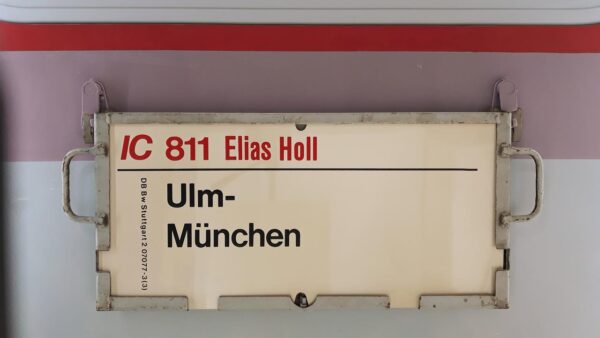 IC 811 Elias Holl
Ulm-
München
DB Bw Stuttgart 2 07077-3(3)